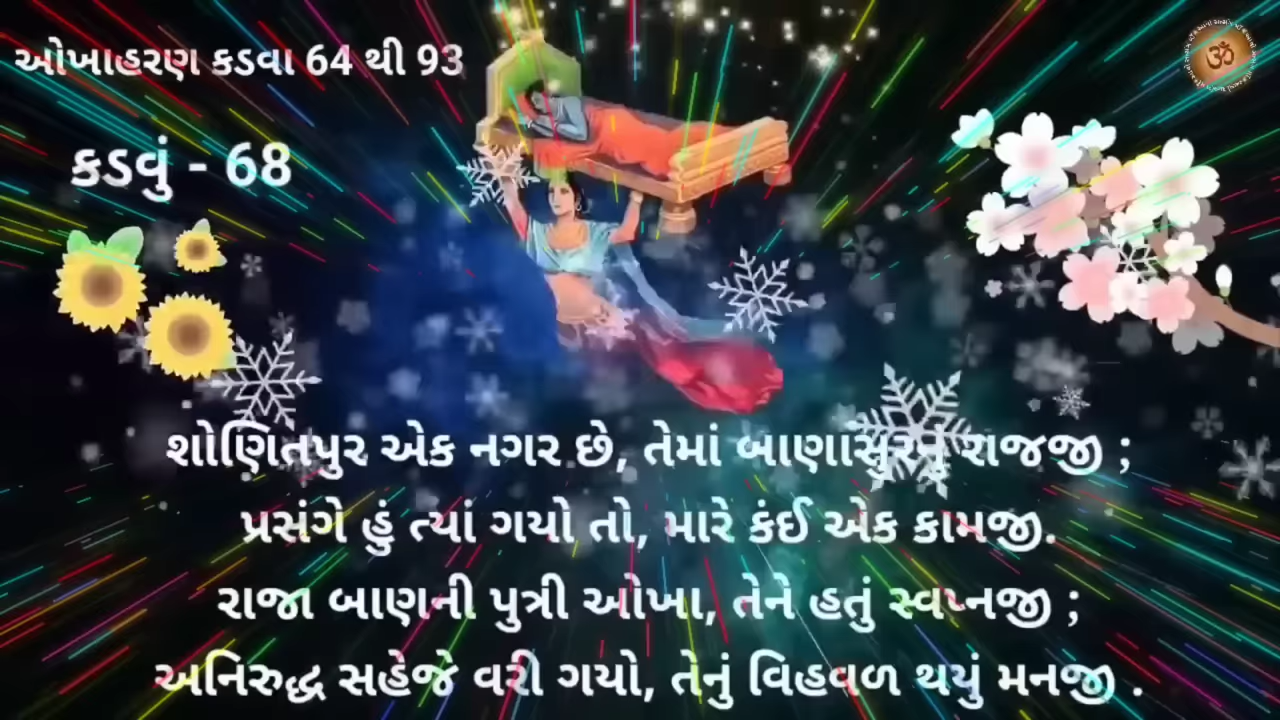 ઓખાહરણ કડવા 64 થી 93
ૐ
કડવું - 68
શોણિતપુર એક નગર છે, તેમાં બાણાસુરનું રાજજી ;
પ્રસંગે હું ત્યાં ગયો તો, મારે કંઈ એક કામજી.
રાજા બાણની પુત્રી ઓખા, તેને હતું સ્વપ્નજી ;
અનિરુદ્ધ સહેજે વરી ગયો, તેનું વિહવળ થયું મનજી .